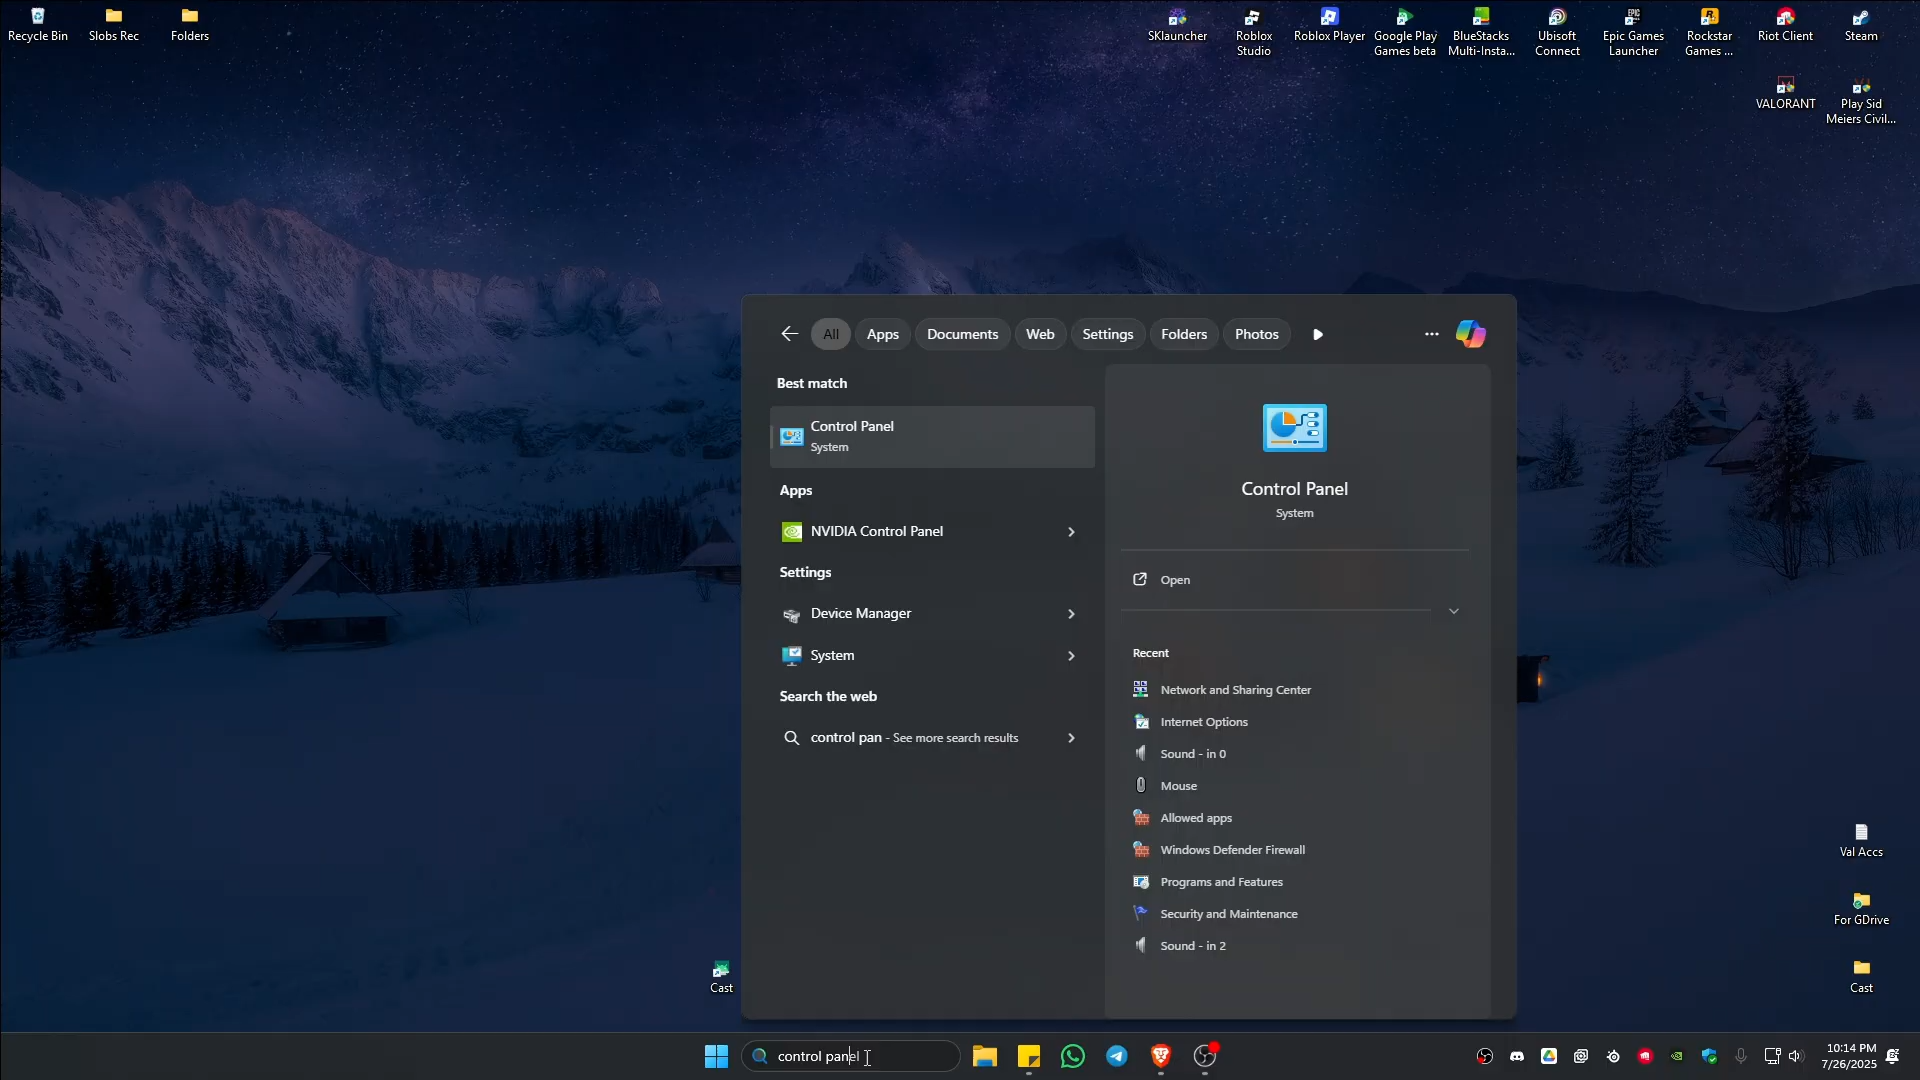 Recycle Bin
Slobs Rec
Folders
SKlauncher
Roblox
Studio
Roblox Player
Google Play
Games beta
BlueStacks
Multi-Insta...
Ubisoft
Connect
Epic Games
Launcher
Rockstar
Games ...
Riot Client
Steam
VALORANT
Play Sid
Meiers Civil...
All
Apps
Documents
Web
Settings
Folders
Photos
Best match
Control Panel
System
Apps
NVIDIA Control Panel
Settings
Device Manager
System
Search the web
control pan - See more search results
Control Panel
System
Open
Recent
Network and Sharing Center
Internet Options
Sound - in 0
Mouse
Allowed apps
Windows Defender Firewall
Programs and Features
Security and Maintenance
Sound - in 2
Val Accs
For GDrive
Cast
Cast
control panel
10:14 PM
7/26/2025